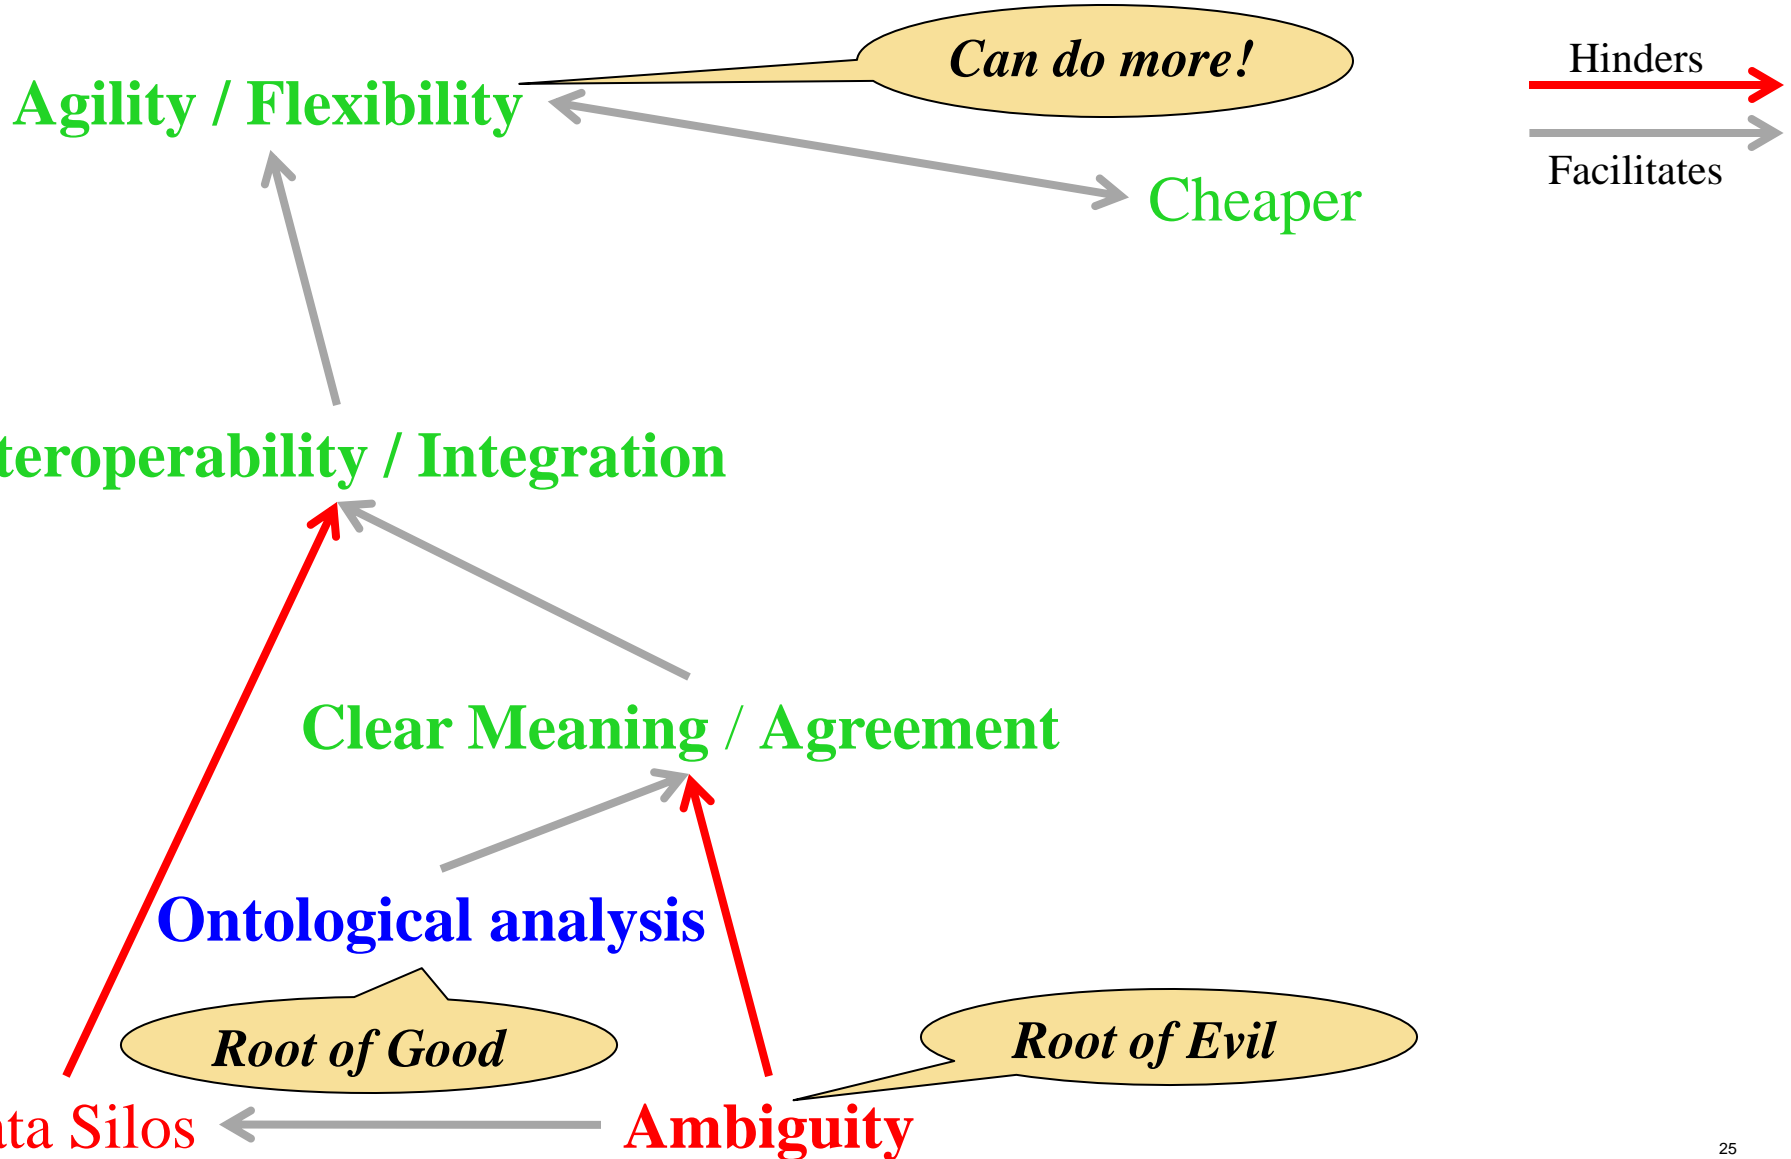 Can do more!
Hinders
Agility / Flexibility
Facilitates
Cheaper
teroperability / Integration
Clear Meaning / Agreement
Ontological analysis
Root of Good
Root of Evil
ata Silos
Ambiguity
25